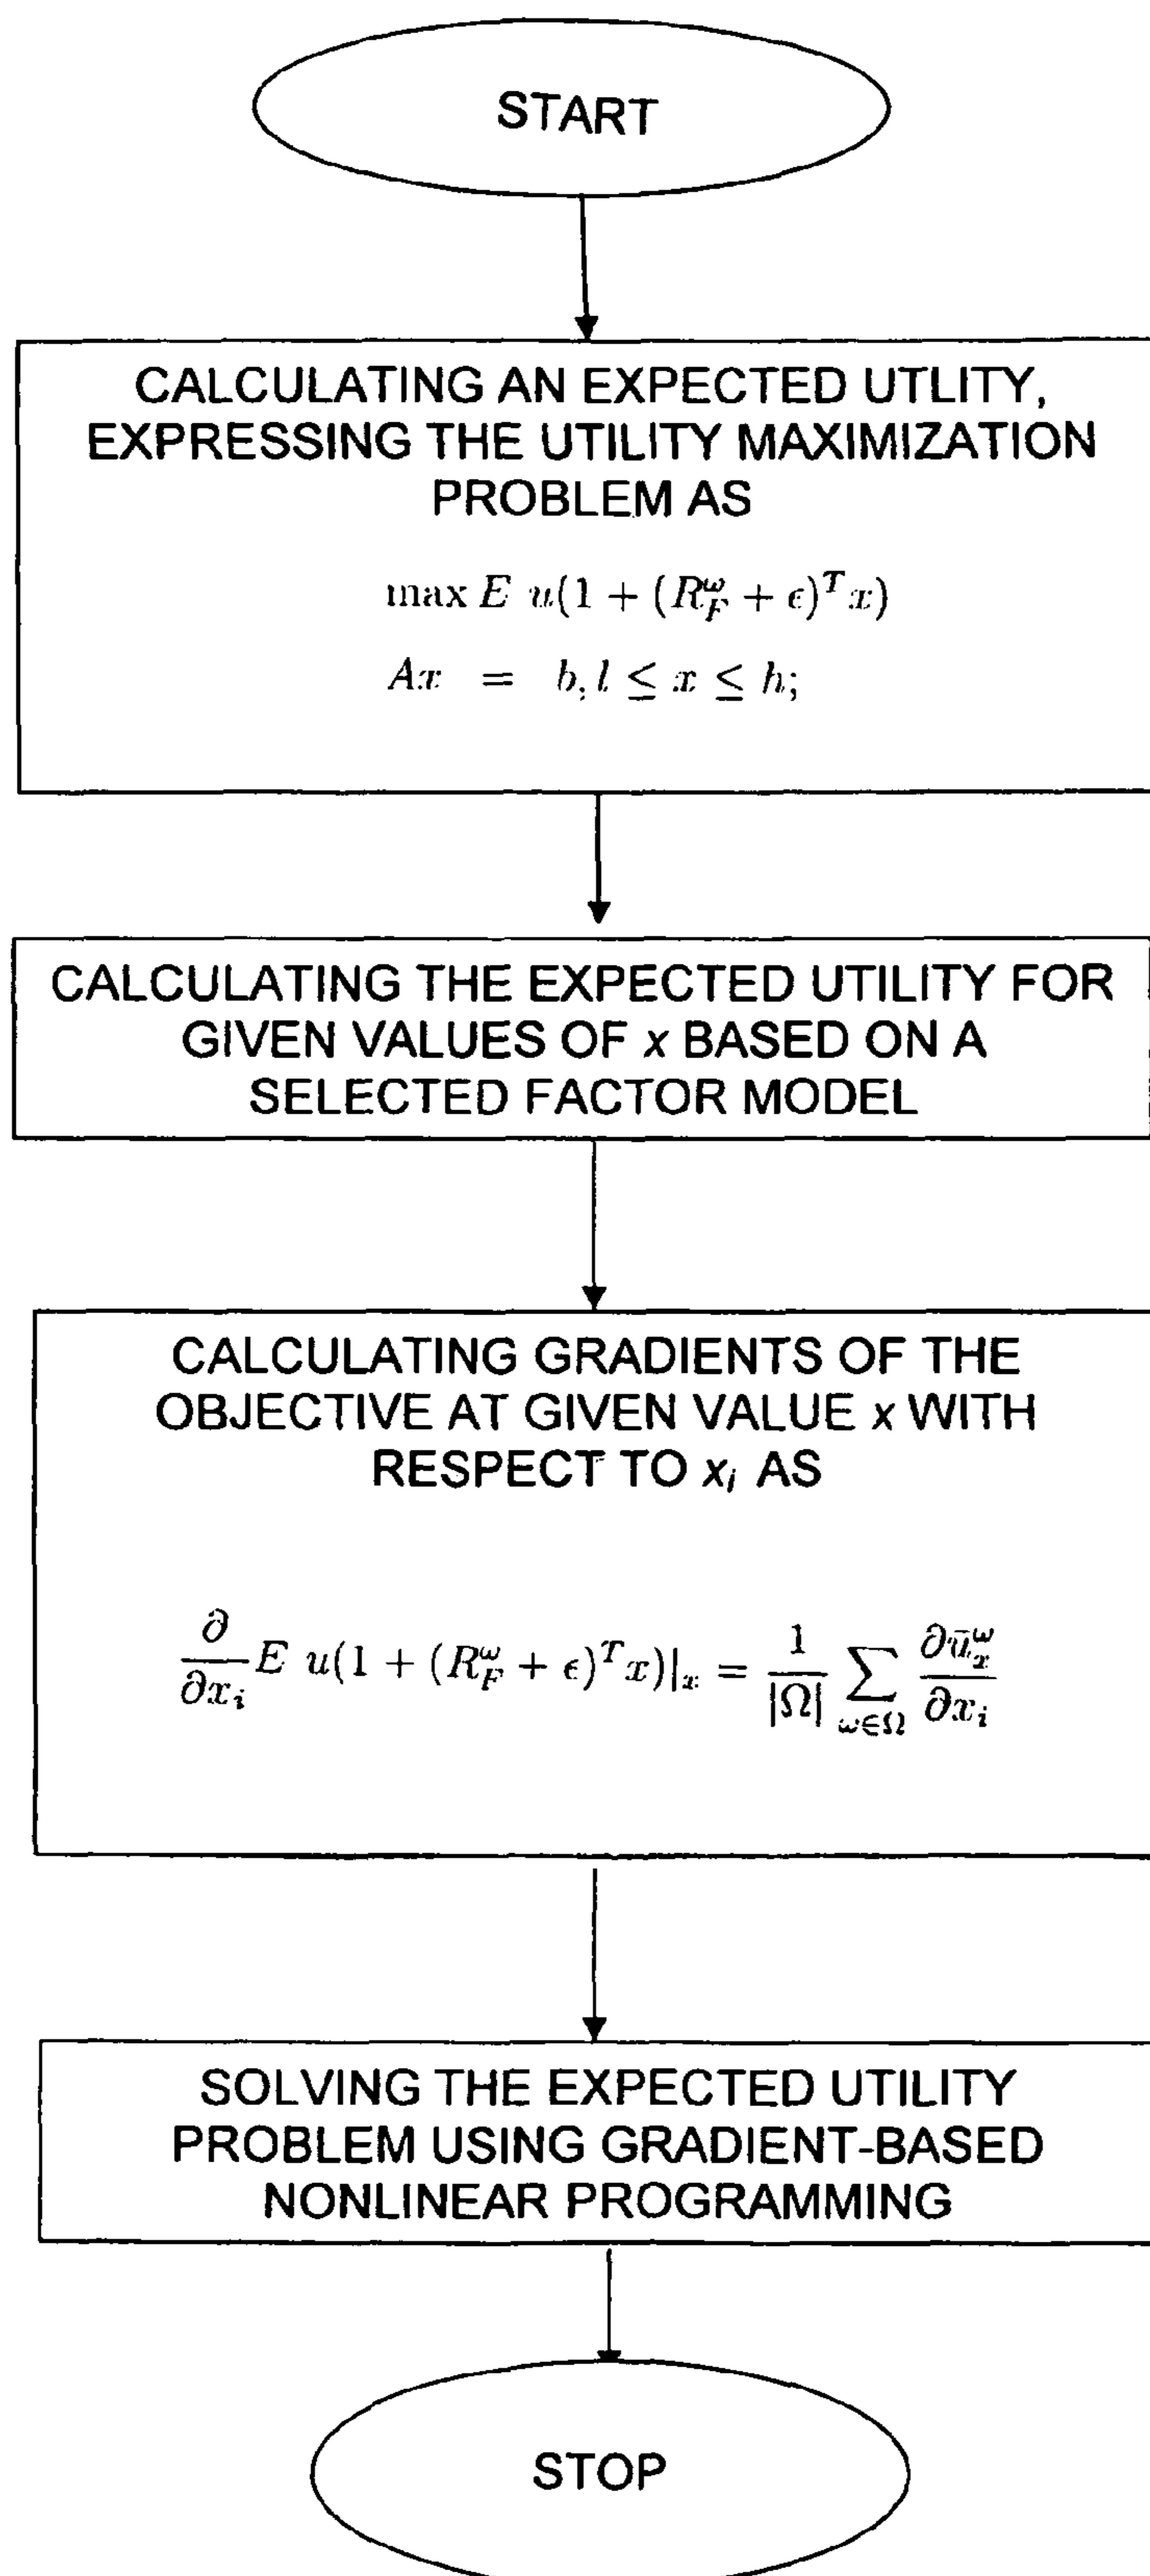 START
CALCULATING AN EXPECTED UTLITY,
EXPRESSING THE UTILITY MAXIMIZATION
PROBLEM AS
max E u(1 + (R_F^ω + ϵ)^T x)
Ax = b, l ≤ x ≤ h;
CALCULATING THE EXPECTED UTILITY FOR
GIVEN VALUES OF x BASED ON A
SELECTED FACTOR MODEL
CALCULATING GRADIENTS OF THE
OBJECTIVE AT GIVEN VALUE x WITH
RESPECT TO x_i AS
∂/∂x_i E u(1 + (R_F^ω + ϵ)^T x)|_x = 1/|Ω| ∑_{ω∈Ω} ∂ū_x^ω/∂x_i
SOLVING THE EXPECTED UTILITY
PROBLEM USING GRADIENT-BASED
NONLINEAR PROGRAMMING
STOP